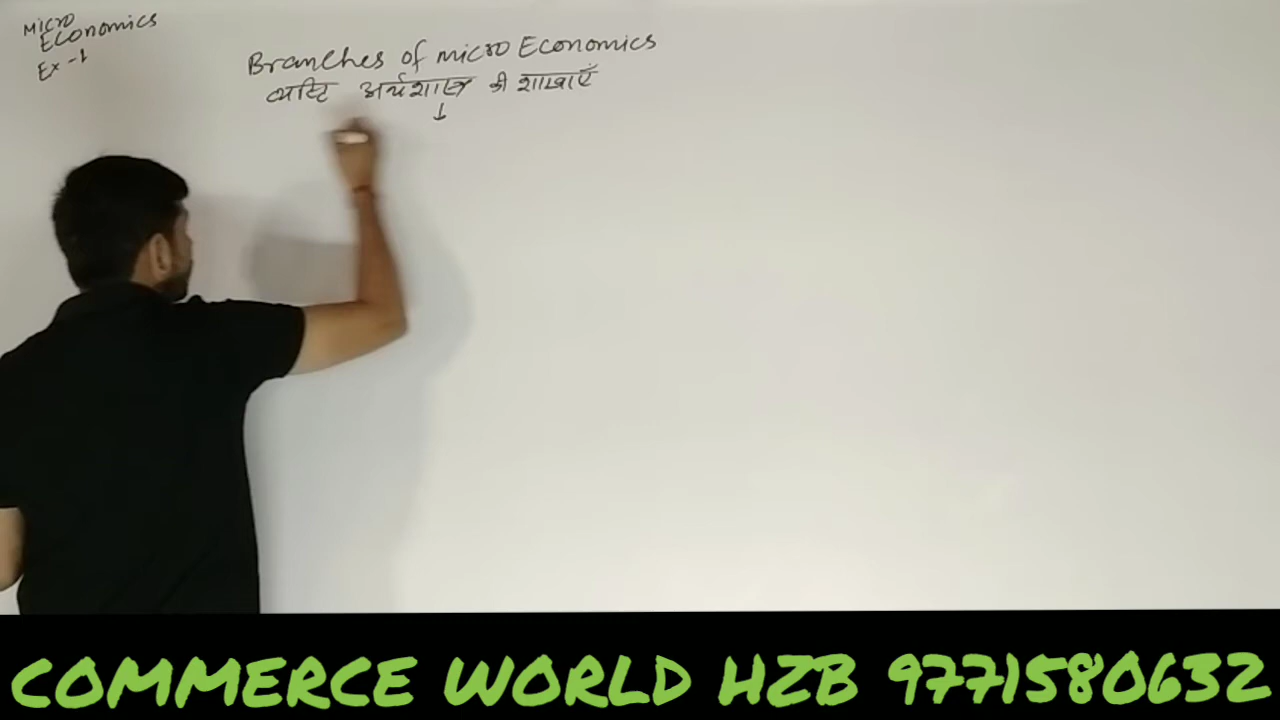 MICRO
Economics
Ex-1
Branches of micro Economics
व्यष्टि अर्थशास्त्र की शाखाएँ
COMMERCE WORLD HZB 9771580632